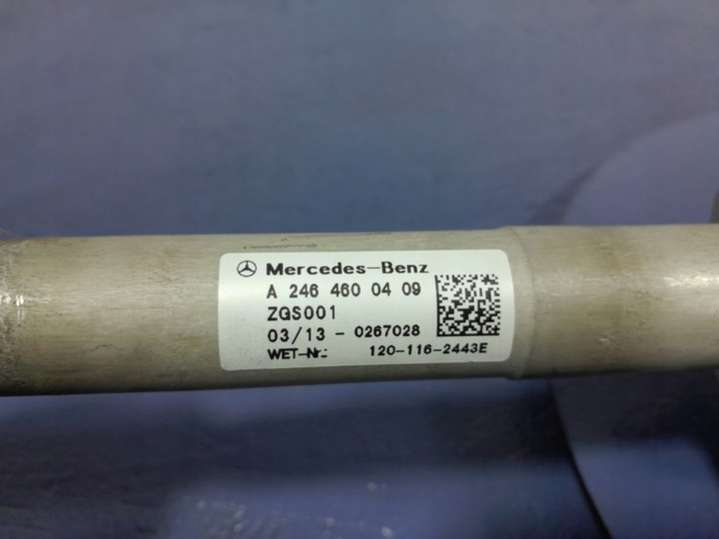 Mercedes-Benz
A 246 460 04 09
ZGS001
03/13 - 0267028
WET-Nr.: 120-116-2443E